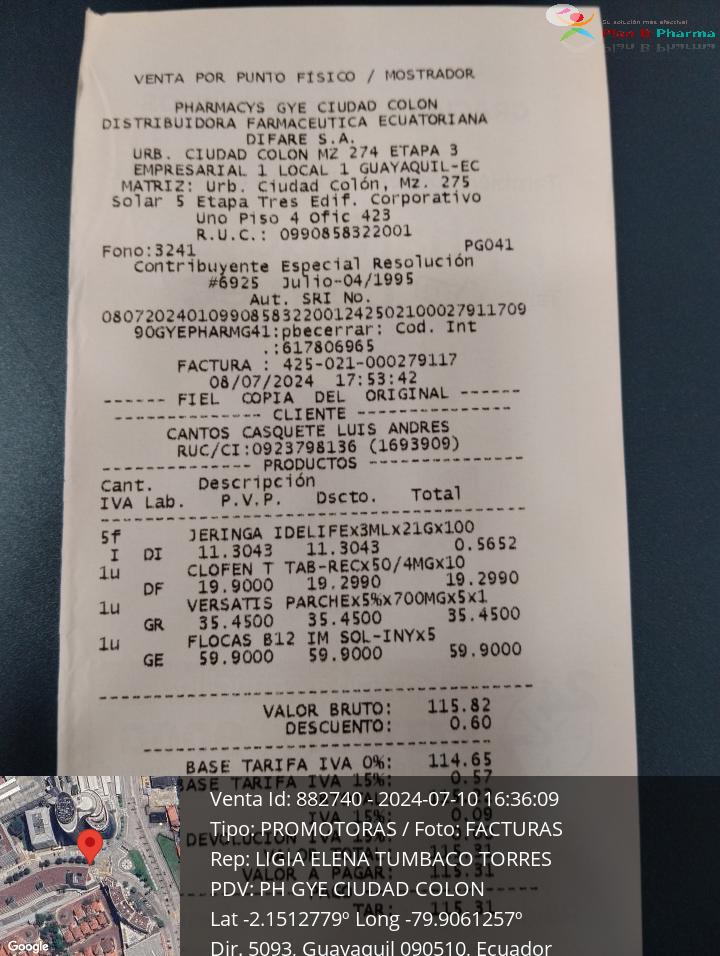 Su solución más efectiva!
Plan B Pharma
VENTA POR PUNTO FÍSICO / MOSTRADOR
PHARMACYS GYE CIUDAD COLON
DISTRIBUIDORA FARMACEUTICA ECUATORIANA
DIFARE S.A.
URB. CIUDAD COLON MZ 274 ETAPA 3
EMPRESARIAL 1 LOCAL 1 GUAYAQUIL-EC
MATRIZ: Urb. Ciudad Colón, Mz. 275
Solar 5 Etapa Tres Edif. Corporativo
Uno Piso 4 Ofic 423
R.U.C.: 0990858322001
Fono:3241 PG041
Contribuyente Especial Resolución
#6925 Julio-04/1995
Aut. SRI No.
0807202401099085832200124250210002791170​9
90GYEPHARMG41:pbecerrar: Cod. Int
.:617806965
FACTURA : 425-021-000279117
08/07/2024 17:53:42
------ FIEL COPIA DEL ORIGINAL ------
-------------- CLIENTE --------------
CANTOS CASQUETE LUIS ANDRES
RUC/CI:0923798136 (1693909)
------------- PRODUCTOS -------------
Cant. Descripción
IVA Lab. P.V.P. Dscto. Total
5f JERINGA IDELIFEx3MLx21Gx100
I DI 11.3043 11.3043 0.5652
1u CLOFEN T TAB-RECx50/4MGx10
DF 19.9000 19.2990 19.2990
1u VERSATIS PARCHEx5%x700MGx5x1
GR 35.4500 35.4500 35.4500
1u FLOCAS B12 IM SOL-INYx5
GE 59.9000 59.9000 59.9000
VALOR BRUTO: 115.82
DESCUENTO: 0.60
BASE TARIFA IVA 0%: 114.65
BASE TARIFA IVA 15%: 0.57
IVA 15%: 0.09
DEVOLUCION IVA 15%:
VALOR TOTAL: 115.31
VALOR A PAGAR: 115.31
TAR: 115.31
Venta Id: 882740 - 2024-07-10 16:36:09
Tipo: PROMOTORAS / Foto: FACTURAS
Rep: LIGIA ELENA TUMBACO TORRES
PDV: PH GYE CIUDAD COLON
Lat -2.1512779º Long -79.9061257º
Dir. 5093, Guayaquil 090510, Ecuador
Google